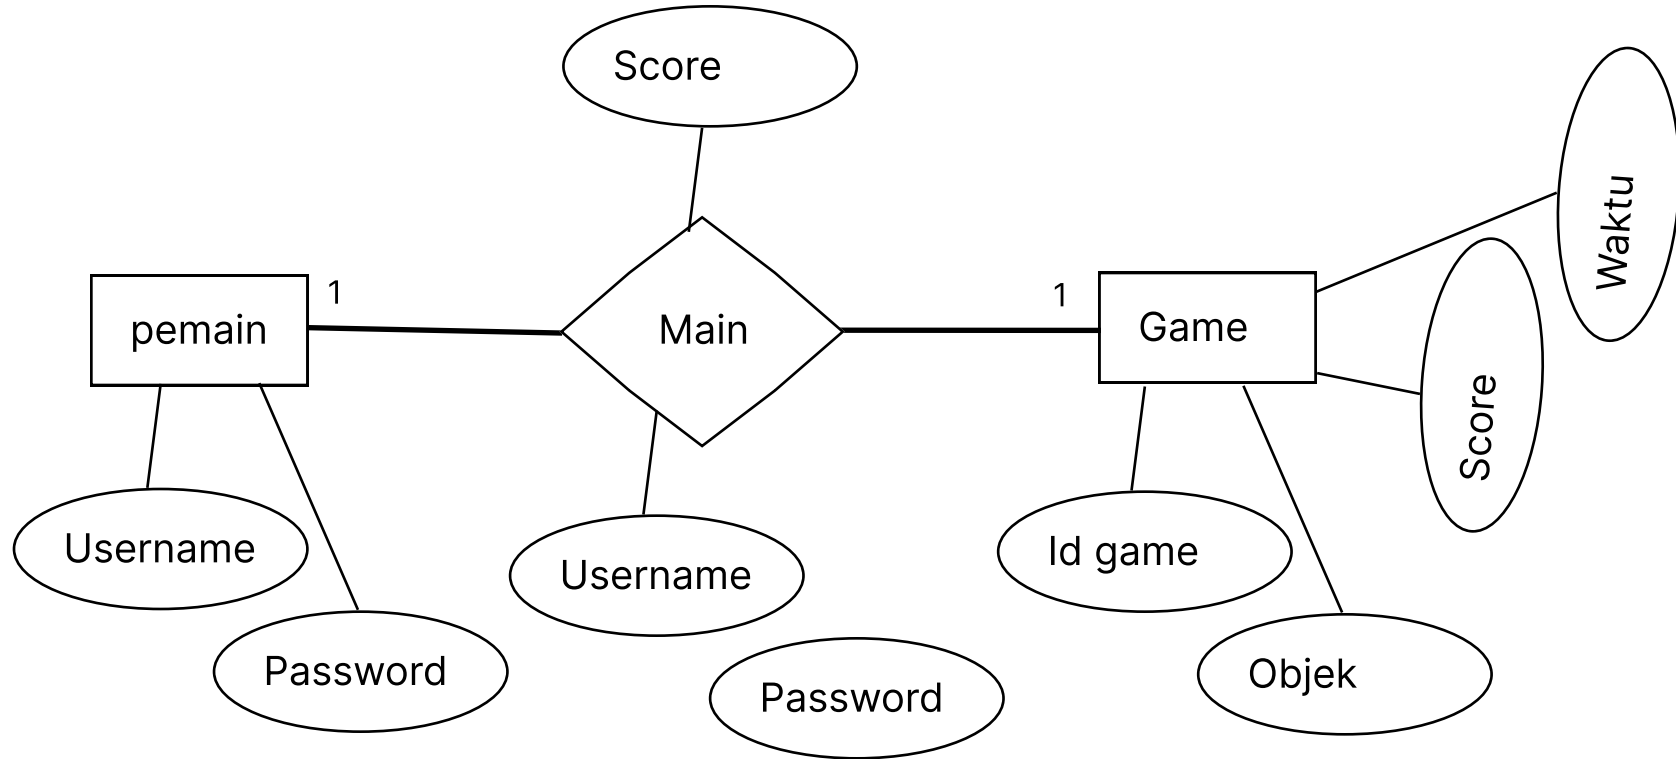 Score
Waktu
1
1
pemain
Main
Game
Score
Username
Username
Id game
Password
Password
Objek